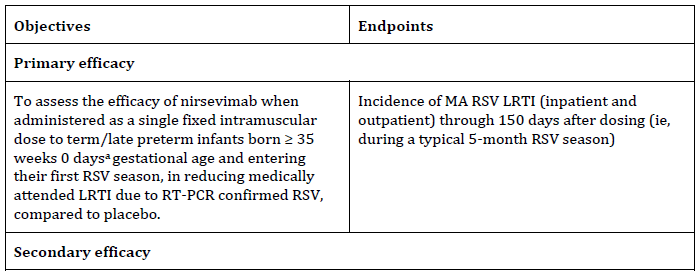 Objectives
Endpoints
Primary efficacy
To assess the efficacy of nirsevimab when
administered as a single fixed intramuscular
dose to term/late preterm infants born ≥ 35
weeks 0 daysᵃ gestational age and entering
their first RSV season, in reducing medically
attended LRTI due to RT-PCR confirmed RSV,
compared to placebo.
Incidence of MA RSV LRTI (inpatient and
outpatient) through 150 days after dosing (ie,
during a typical 5-month RSV season)
Secondary efficacy